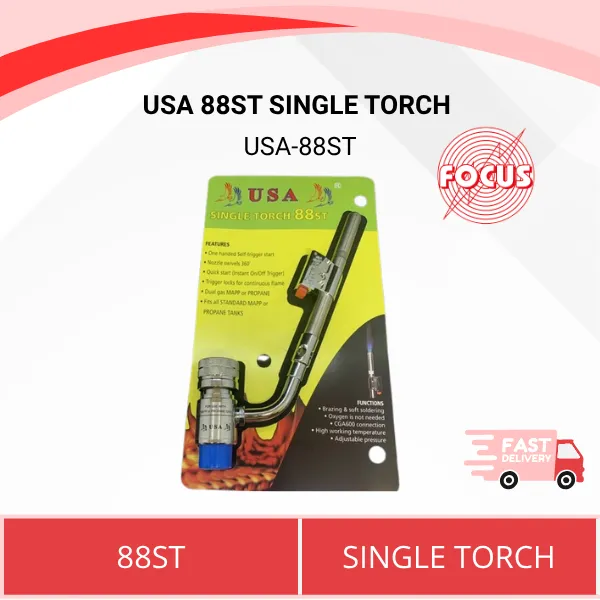 USA 88ST SINGLE TORCH
USA-88ST
FOCUS
USA
SINGLE TORCH 88ST
FEATURES
• One handed Self-trigger start
• Nozzle swivels 360°
• Quick start (Instant On/Off Trigger)
• Trigger locks for continuous flame
• Dual gas MAPP or PROPANE
• Fits all STANDARD MAPP or
PROPANE TANKS
USA
FUNCTIONS
• Brazing & soft soldering
• Oxygen is not needed
• CGA600 connection
• High working temperature
• Adjustable pressure
FAST
DELIVERY
88ST
SINGLE TORCH